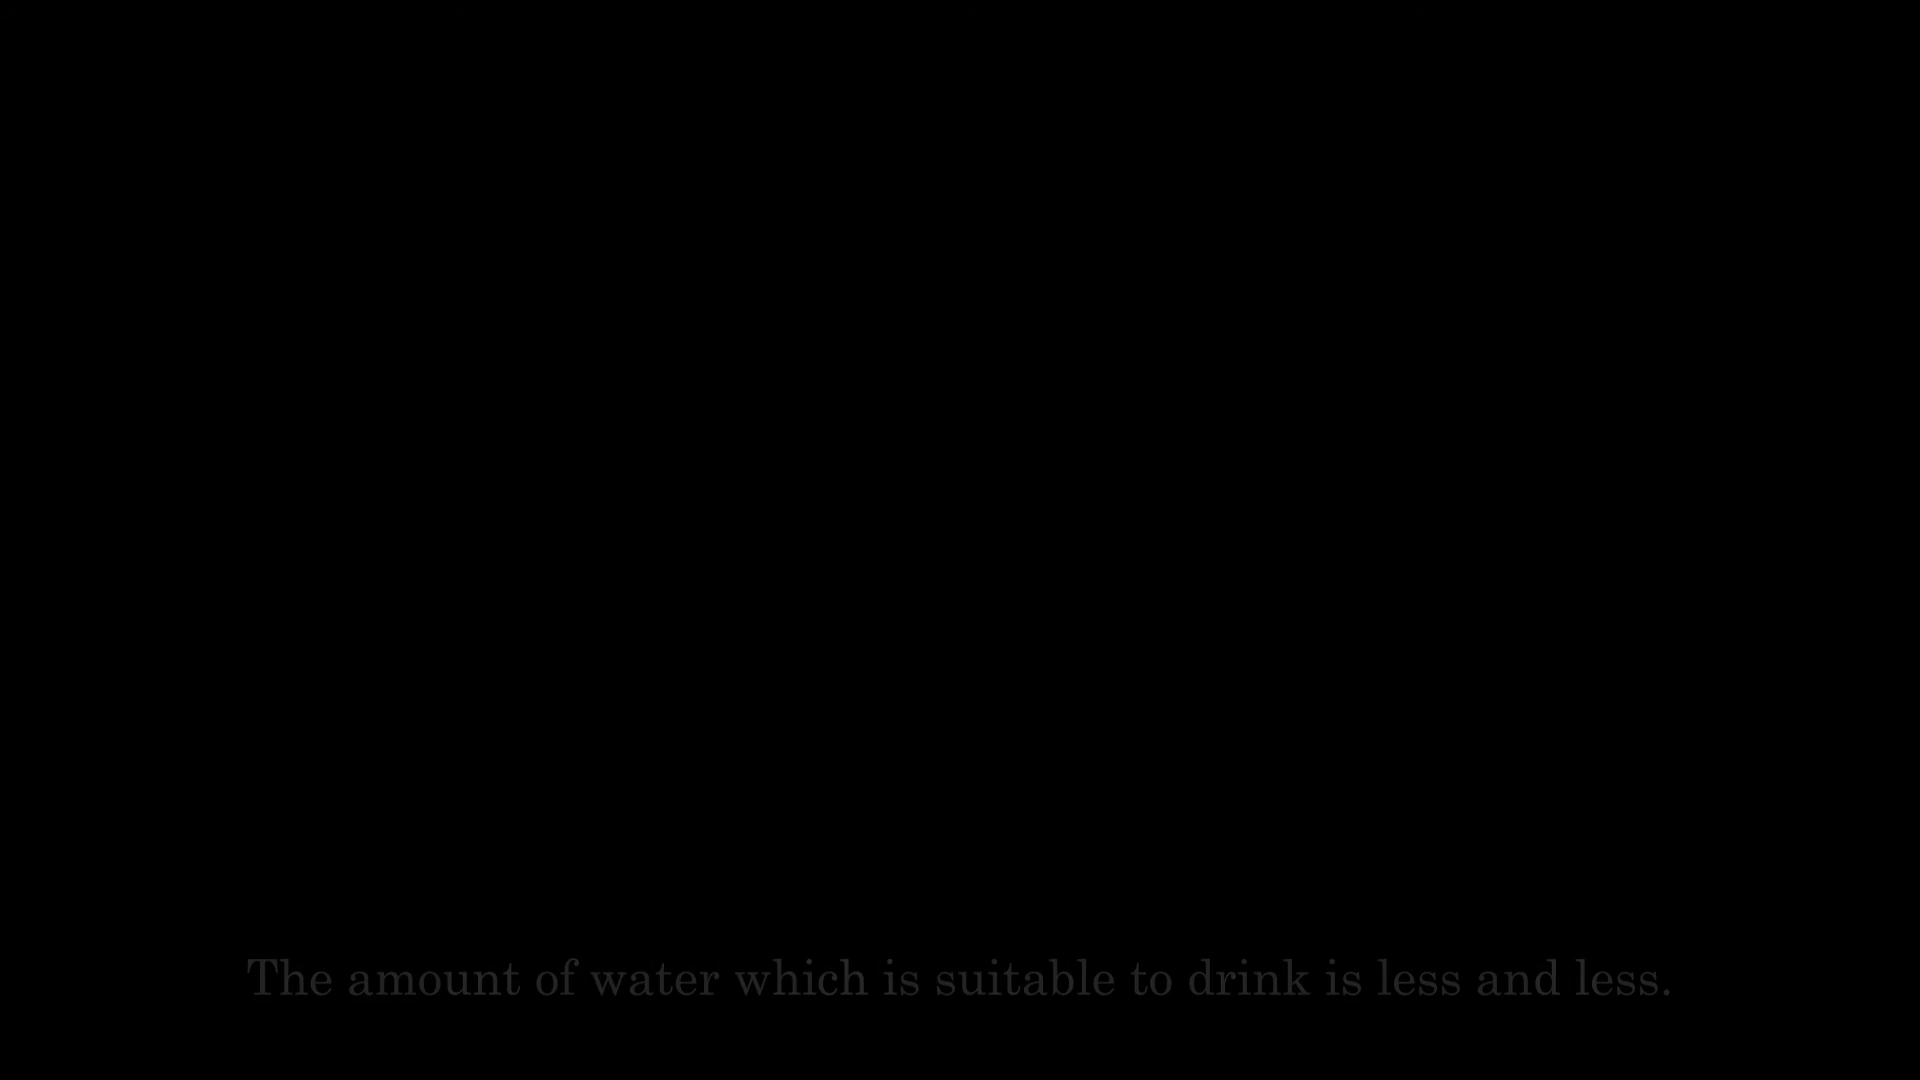 The amount of water which is suitable to drink is less and less.